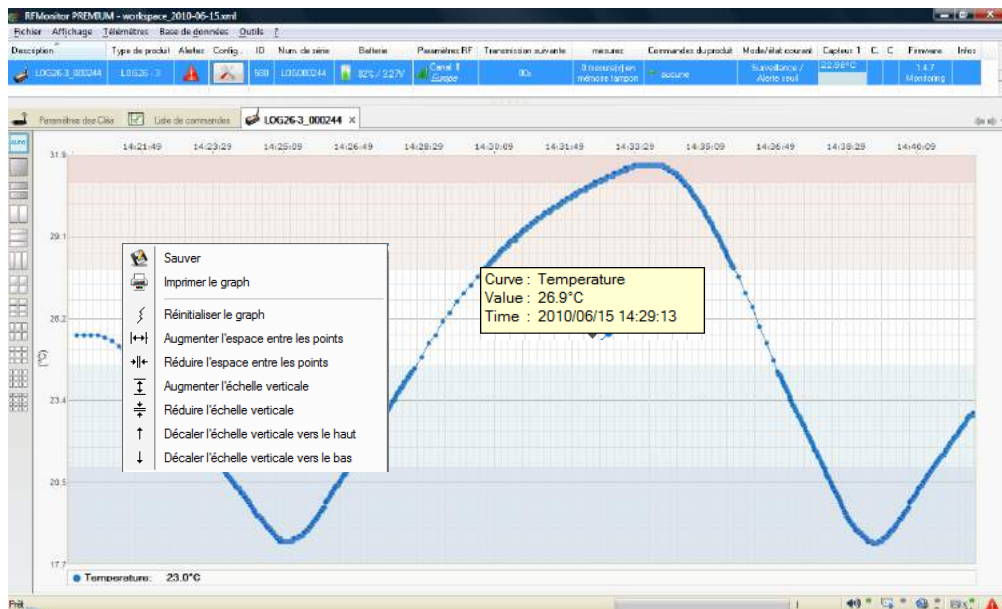 RFMonitor PREMIUM - workspace_2010-06-15.xml
Fichier Affichage Télémètres Base de données Outils ?
Description Type de produit Alertes Config. ID Num. de série Batterie Paramètres RF Transmission suivante mesures Commandes du produit Mode/état courant Capteur 1 C. C Firmware Infos
LOG26-3_000244 LOG26 - 3 580 LOG000244 82% / 3.27V Canal 1 Europe 00s 0 mesure(s) en mémoire tampon aucune Surveillance / Alerte seuil 22.98°C 1.4.7 Monitoring
Paramètres des Clés Liste de commandes LOG26-3_000244 ×
AUTO
14:21:49 14:23:29 14:25:09 14:26:49 14:28:29 14:30:09 14:31:49 14:33:29 14:35:09 14:36:49 14:38:29 14:40:09
31.9
29.1
26.2
23.4
20.5
17.7
Sauver
Imprimer le graph
Réinitialiser le graph
Augmenter l'espace entre les points
Réduire l'espace entre les points
Augmenter l'échelle verticale
Réduire l'échelle verticale
Décaler l'échelle verticale vers le haut
Décaler l'échelle verticale vers le bas
Curve : Temperature
Value : 26.9°C
Time : 2010/06/15 14:29:13
Temperature: 23.0°C
Prêt